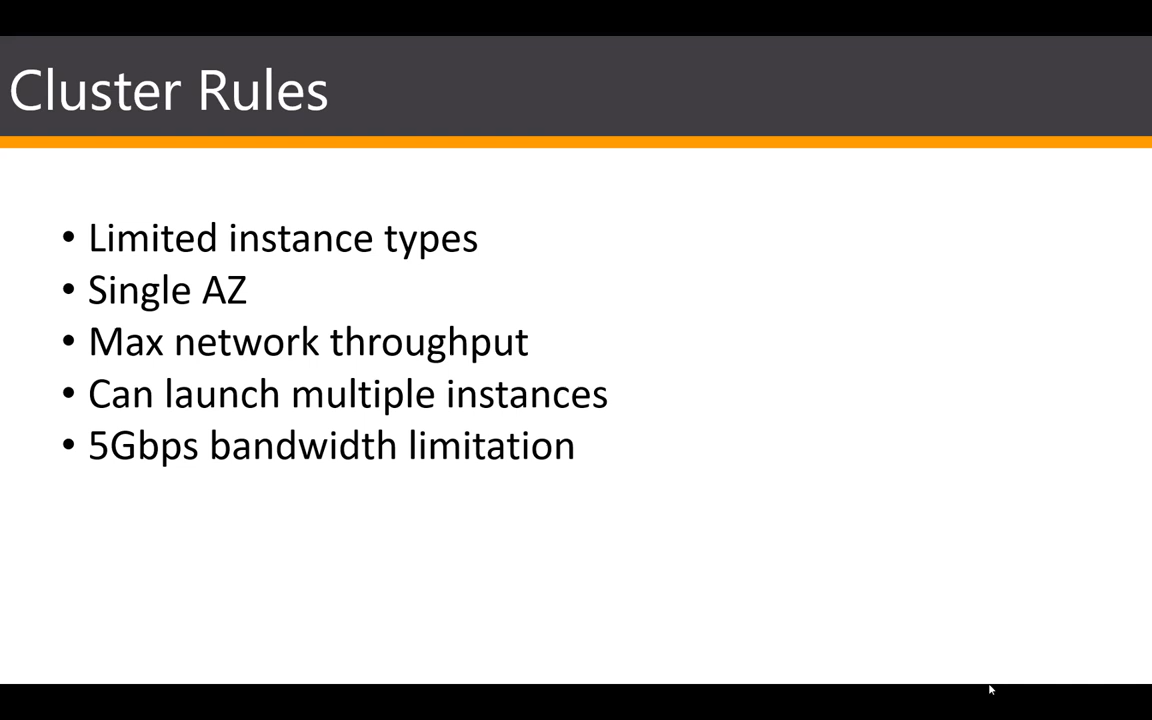 Cluster Rules
• Limited instance types
• Single AZ
• Max network throughput
• Can launch multiple instances
• 5Gbps bandwidth limitation